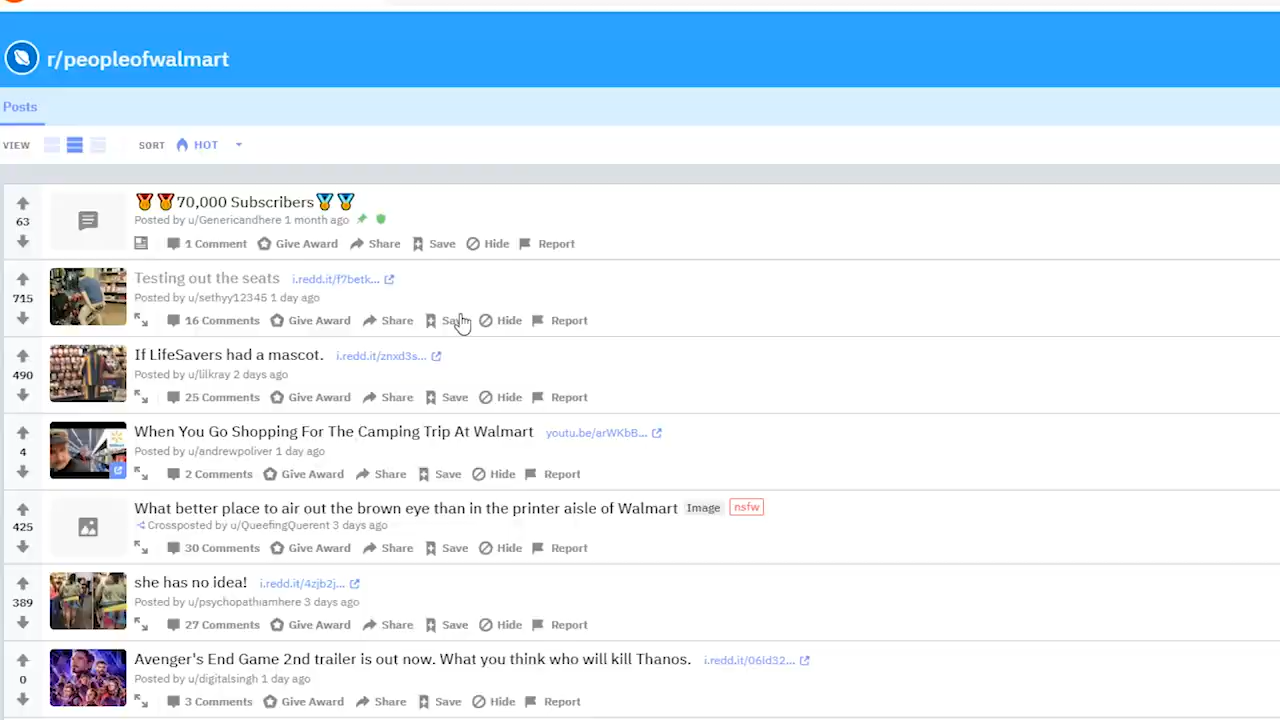 r/peopleofwalmart
Posts
VIEW SORT HOT
70,000 Subscribers
63 Posted by u/Genericandhere 1 month ago
1 Comment Give Award Share Save Hide Report
Testing out the seats i.redd.it/f7betk...
715 Posted by u/sethyy12345 1 day ago
16 Comments Give Award Share Save Hide Report
If LifeSavers had a mascot. i.redd.it/znxd3s...
490 Posted by u/lilkray 2 days ago
25 Comments Give Award Share Save Hide Report
When You Go Shopping For The Camping Trip At Walmart youtu.be/arWKbB...
4 Posted by u/andrewpoliver 1 day ago
2 Comments Give Award Share Save Hide Report
What better place to air out the brown eye than in the printer aisle of Walmart Image nsfw
425 Crossposted by u/QueefingQuerent 3 days ago
30 Comments Give Award Share Save Hide Report
she has no idea! i.redd.it/4zjb2j...
389 Posted by u/psychopathiamhere 3 days ago
27 Comments Give Award Share Save Hide Report
Avenger's End Game 2nd trailer is out now. What you think who will kill Thanos. i.redd.it/06ld32...
0 Posted by u/digitalsingh 1 day ago
3 Comments Give Award Share Save Hide Report